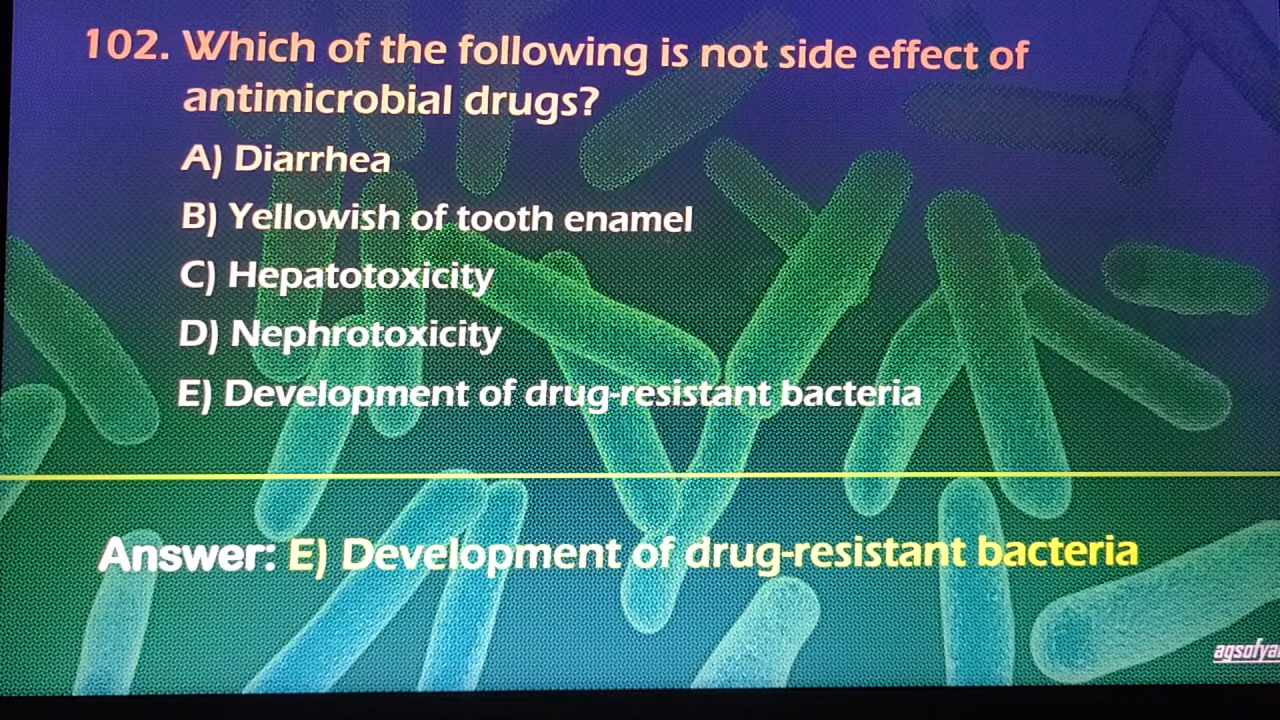 102. Which of the following is not side effect of
antimicrobial drugs?
A) Diarrhea
B) Yellowish of tooth enamel
C) Hepatotoxicity
D) Nephrotoxicity
E) Development of drug-resistant bacteria
Answer: E) Development of drug-resistant bacteria